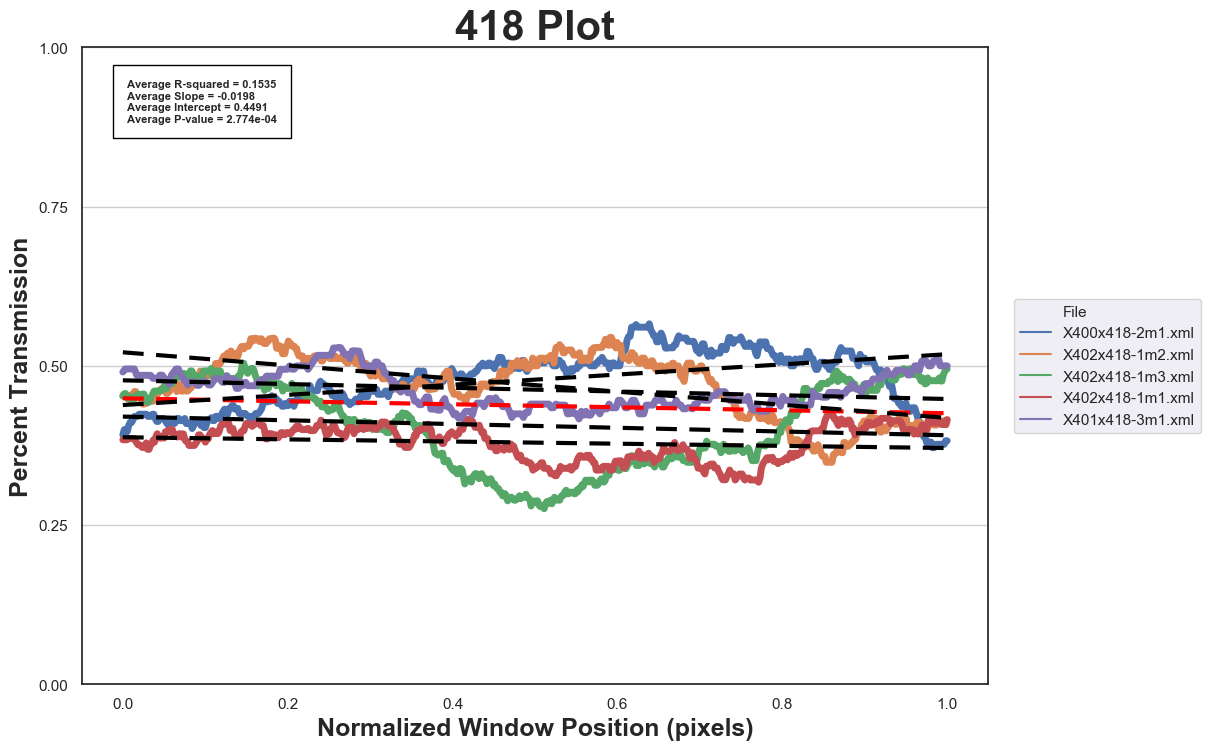 418 Plot
1.00
Average R-squared = 0.1535
Average Slope = -0.0198
Average Intercept = 0.4491
Average P-value = 2.774e-04
0.75
0.50
0.25
0.00
Percent Transmission
0.0 0.2 0.4 0.6 0.8 1.0
Normalized Window Position (pixels)
File
X400x418-2m1.xml
X402x418-1m2.xml
X402x418-1m3.xml
X402x418-1m1.xml
X401x418-3m1.xml